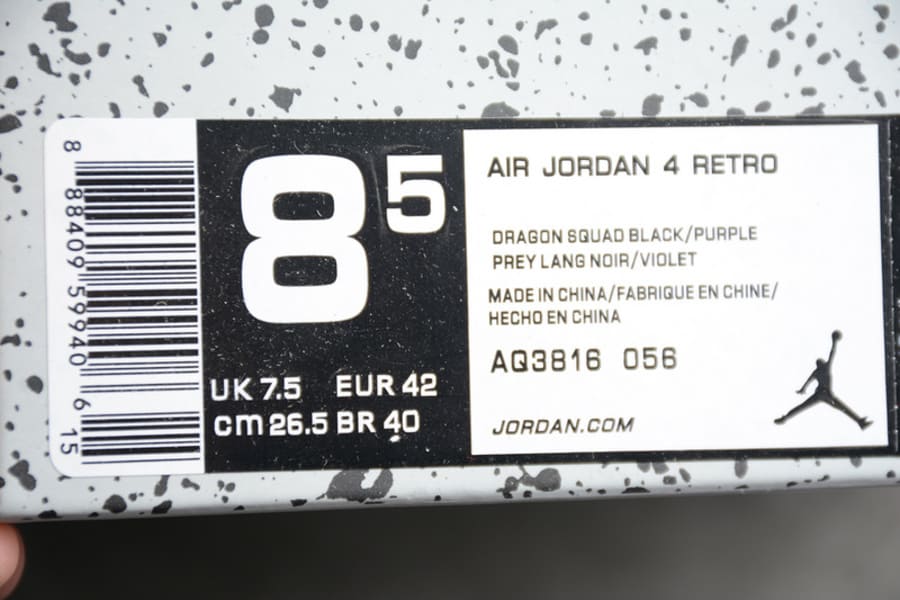 8 88409 59940 6 15
8 5
UK 7.5 EUR 42
cm 26.5 BR 40
AIR JORDAN 4 RETRO
DRAGON SQUAD BLACK/PURPLE
PREY LANG NOIR/VIOLET
MADE IN CHINA/FABRIQUE EN CHINE/
HECHO EN CHINA
AQ3816 056
JORDAN.COM